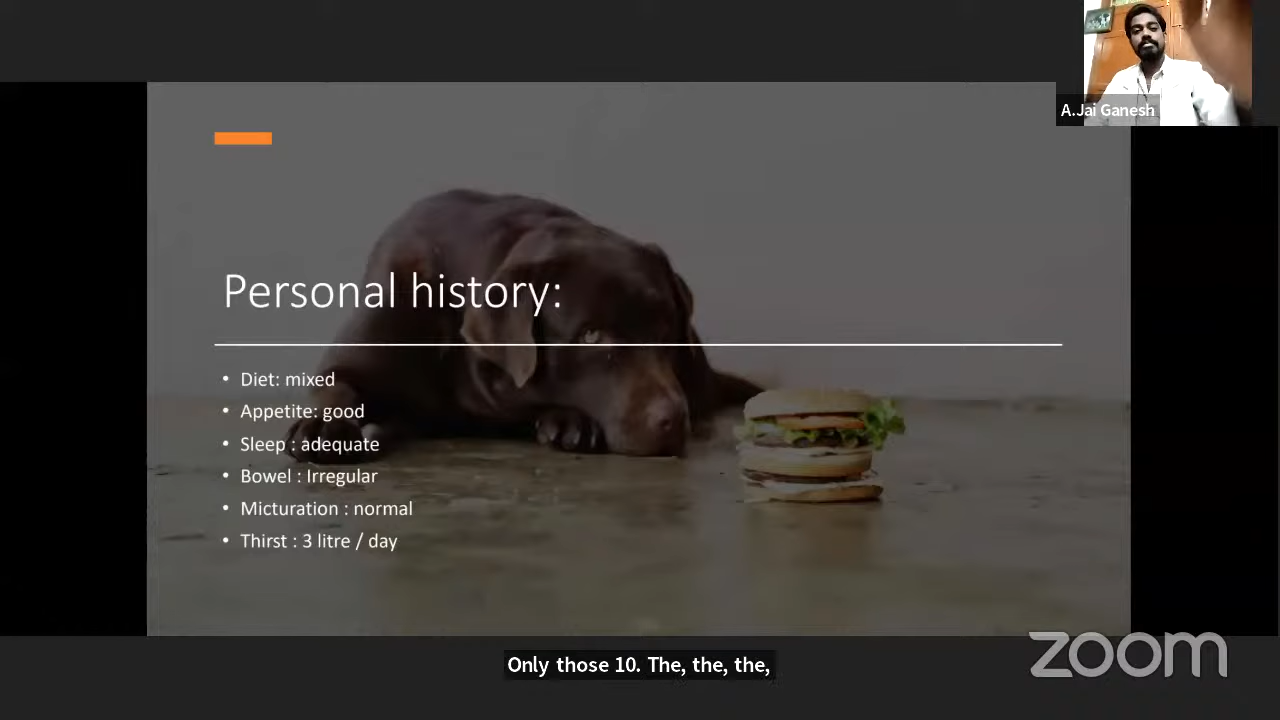 A.Jai Ganesh
Personal history:
• Diet: mixed
• Appetite: good
• Sleep : adequate
• Bowel : Irregular
• Micturation : normal
• Thirst : 3 litre / day
Only those 10. The, the, the,
zoom